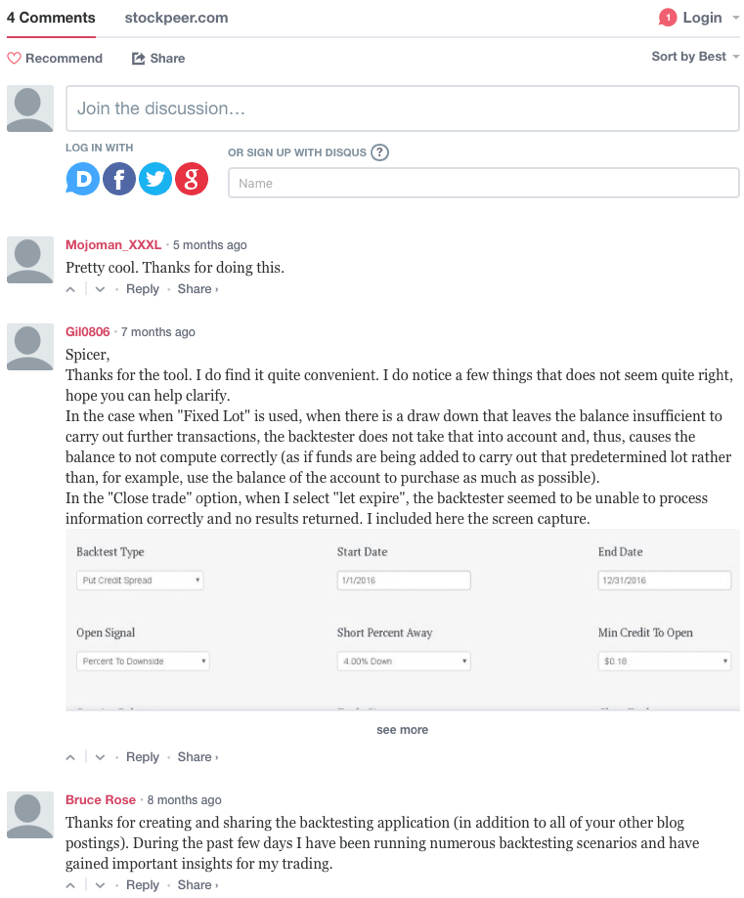 4 Comments stockpeer.com 1 Login
Recommend Share Sort by Best
Join the discussion...
LOG IN WITH OR SIGN UP WITH DISQUS ?
Name
Mojoman_XXXL · 5 months ago
Pretty cool. Thanks for doing this.
Reply · Share ›
Gil0806 · 7 months ago
Spicer,
Thanks for the tool. I do find it quite convenient. I do notice a few things that does not seem quite right,
hope you can help clarify.
In the case when "Fixed Lot" is used, when there is a draw down that leaves the balance insufficient to
carry out further transactions, the backtester does not take that into account and, thus, causes the
balance to not compute correctly (as if funds are being added to carry out that predetermined lot rather
than, for example, use the balance of the account to purchase as much as possible).
In the "Close trade" option, when I select "let expire", the backtester seemed to be unable to process
information correctly and no results returned. I included here the screen capture.
Backtest Type Start Date End Date
Put Credit Spread 1/1/2016 12/31/2016
Open Signal Short Percent Away Min Credit To Open
Percent To Downside 4.00% Down $0.18
see more
Reply · Share ›
Bruce Rose · 8 months ago
Thanks for creating and sharing the backtesting application (in addition to all of your other blog
postings). During the past few days I have been running numerous backtesting scenarios and have
gained important insights for my trading.
Reply · Share ›